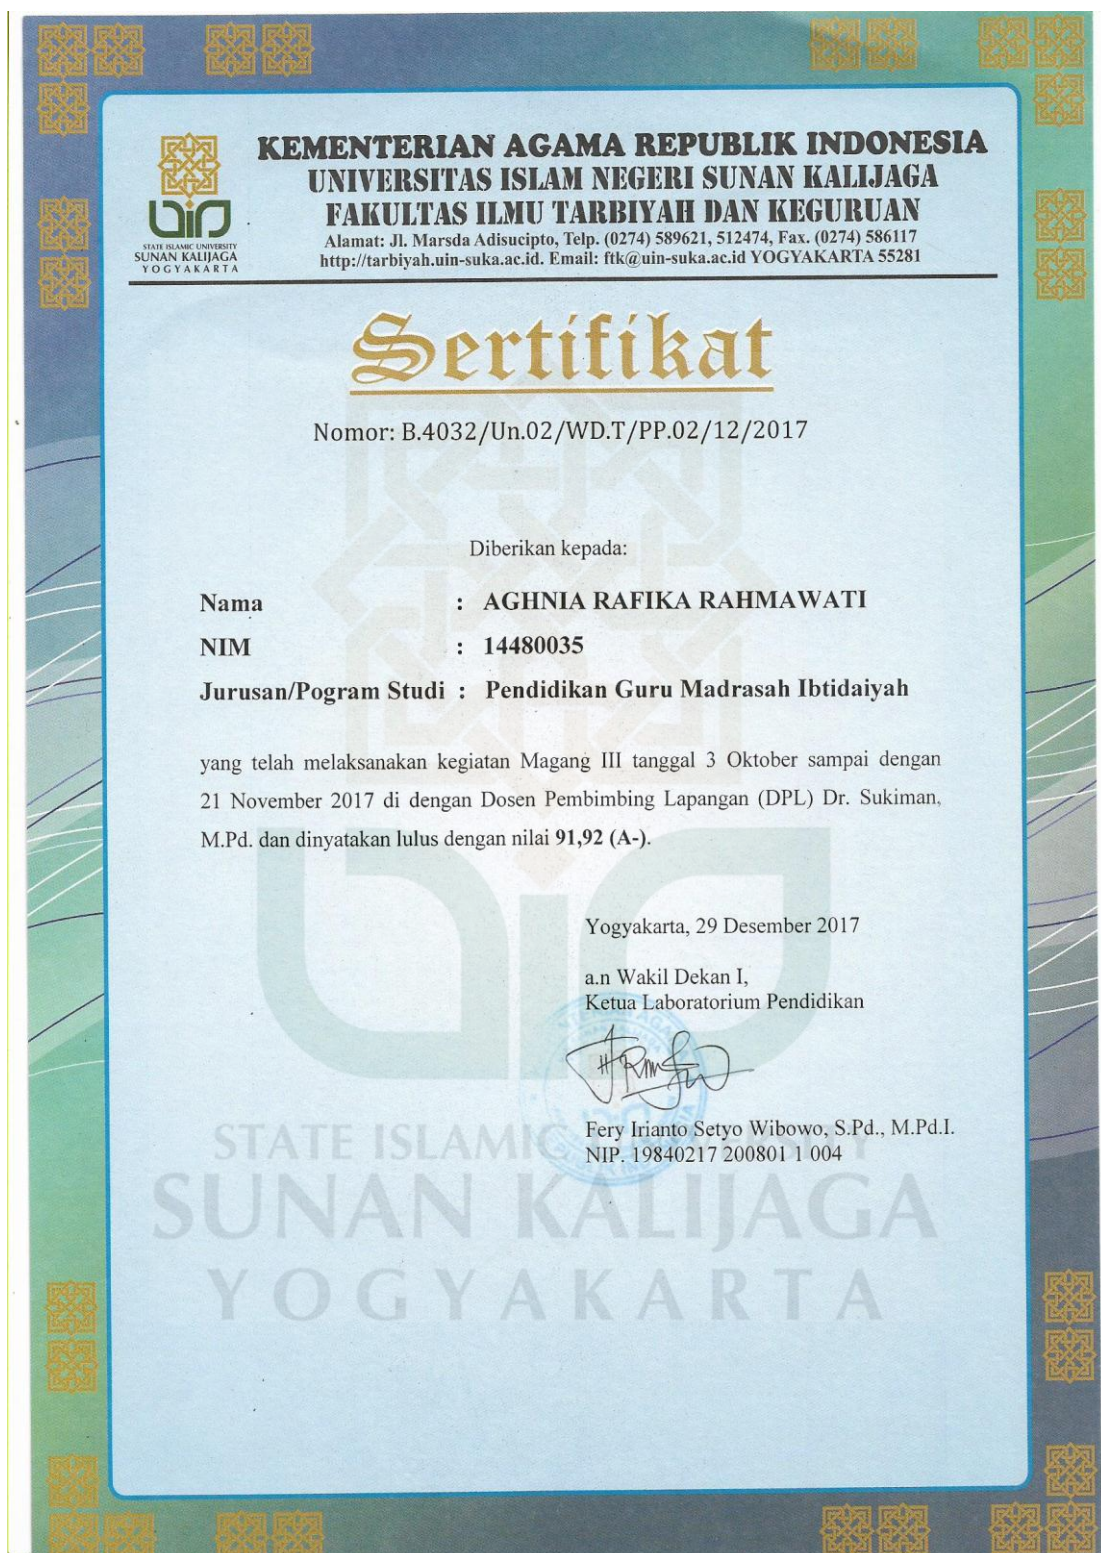 KEMENTERIAN AGAMA REPUBLIK INDONESIA
UNIVERSITAS ISLAM NEGERI SUNAN KALIJAGA
FAKULTAS ILMU TARBIYAH DAN KEGURUAN
Alamat: Jl. Marsda Adisucipto, Telp. (0274) 589621, 512474, Fax. (0274) 586117
http://tarbiyah.uin-suka.ac.id. Email: ftk@uin-suka.ac.id YOGYAKARTA 55281
STATE ISLAMIC UNIVERSITY
SUNAN KALIJAGA
YOGYAKARTA
Sertifikat
Nomor: B.4032/Un.02/WD.T/PP.02/12/2017
Diberikan kepada:
Nama : AGHNIA RAFIKA RAHMAWATI
NIM : 14480035
Jurusan/Pogram Studi : Pendidikan Guru Madrasah Ibtidaiyah
yang telah melaksanakan kegiatan Magang III tanggal 3 Oktober sampai dengan
21 November 2017 di dengan Dosen Pembimbing Lapangan (DPL) Dr. Sukiman,
M.Pd. dan dinyatakan lulus dengan nilai 91,92 (A-).
Yogyakarta, 29 Desember 2017
a.n Wakil Dekan I,
Ketua Laboratorium Pendidikan
Fery Irianto Setyo Wibowo, S.Pd., M.Pd.I.
NIP. 19840217 200801 1 004
STATE ISLAMIC UNIVERSITY
SUNAN KALIJAGA
YOGYAKARTA